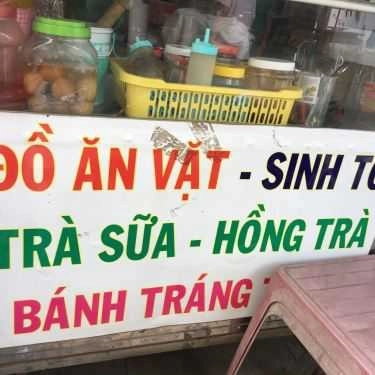 ĐỒ ĂN VẶT - SINH TỐ
TRÀ SỮA - HỒNG TRÀ
BÁNH TRÁNG